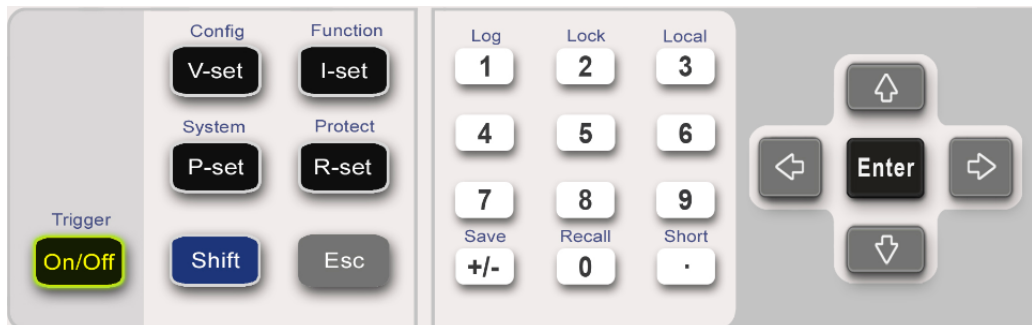 Config Function
V-set I-set
System Protect
P-set R-set
Trigger
On/Off Shift Esc
Log Lock Local
1 2 3
4 5 6
7 8 9
Save Recall Short
+/- 0 .
Enter